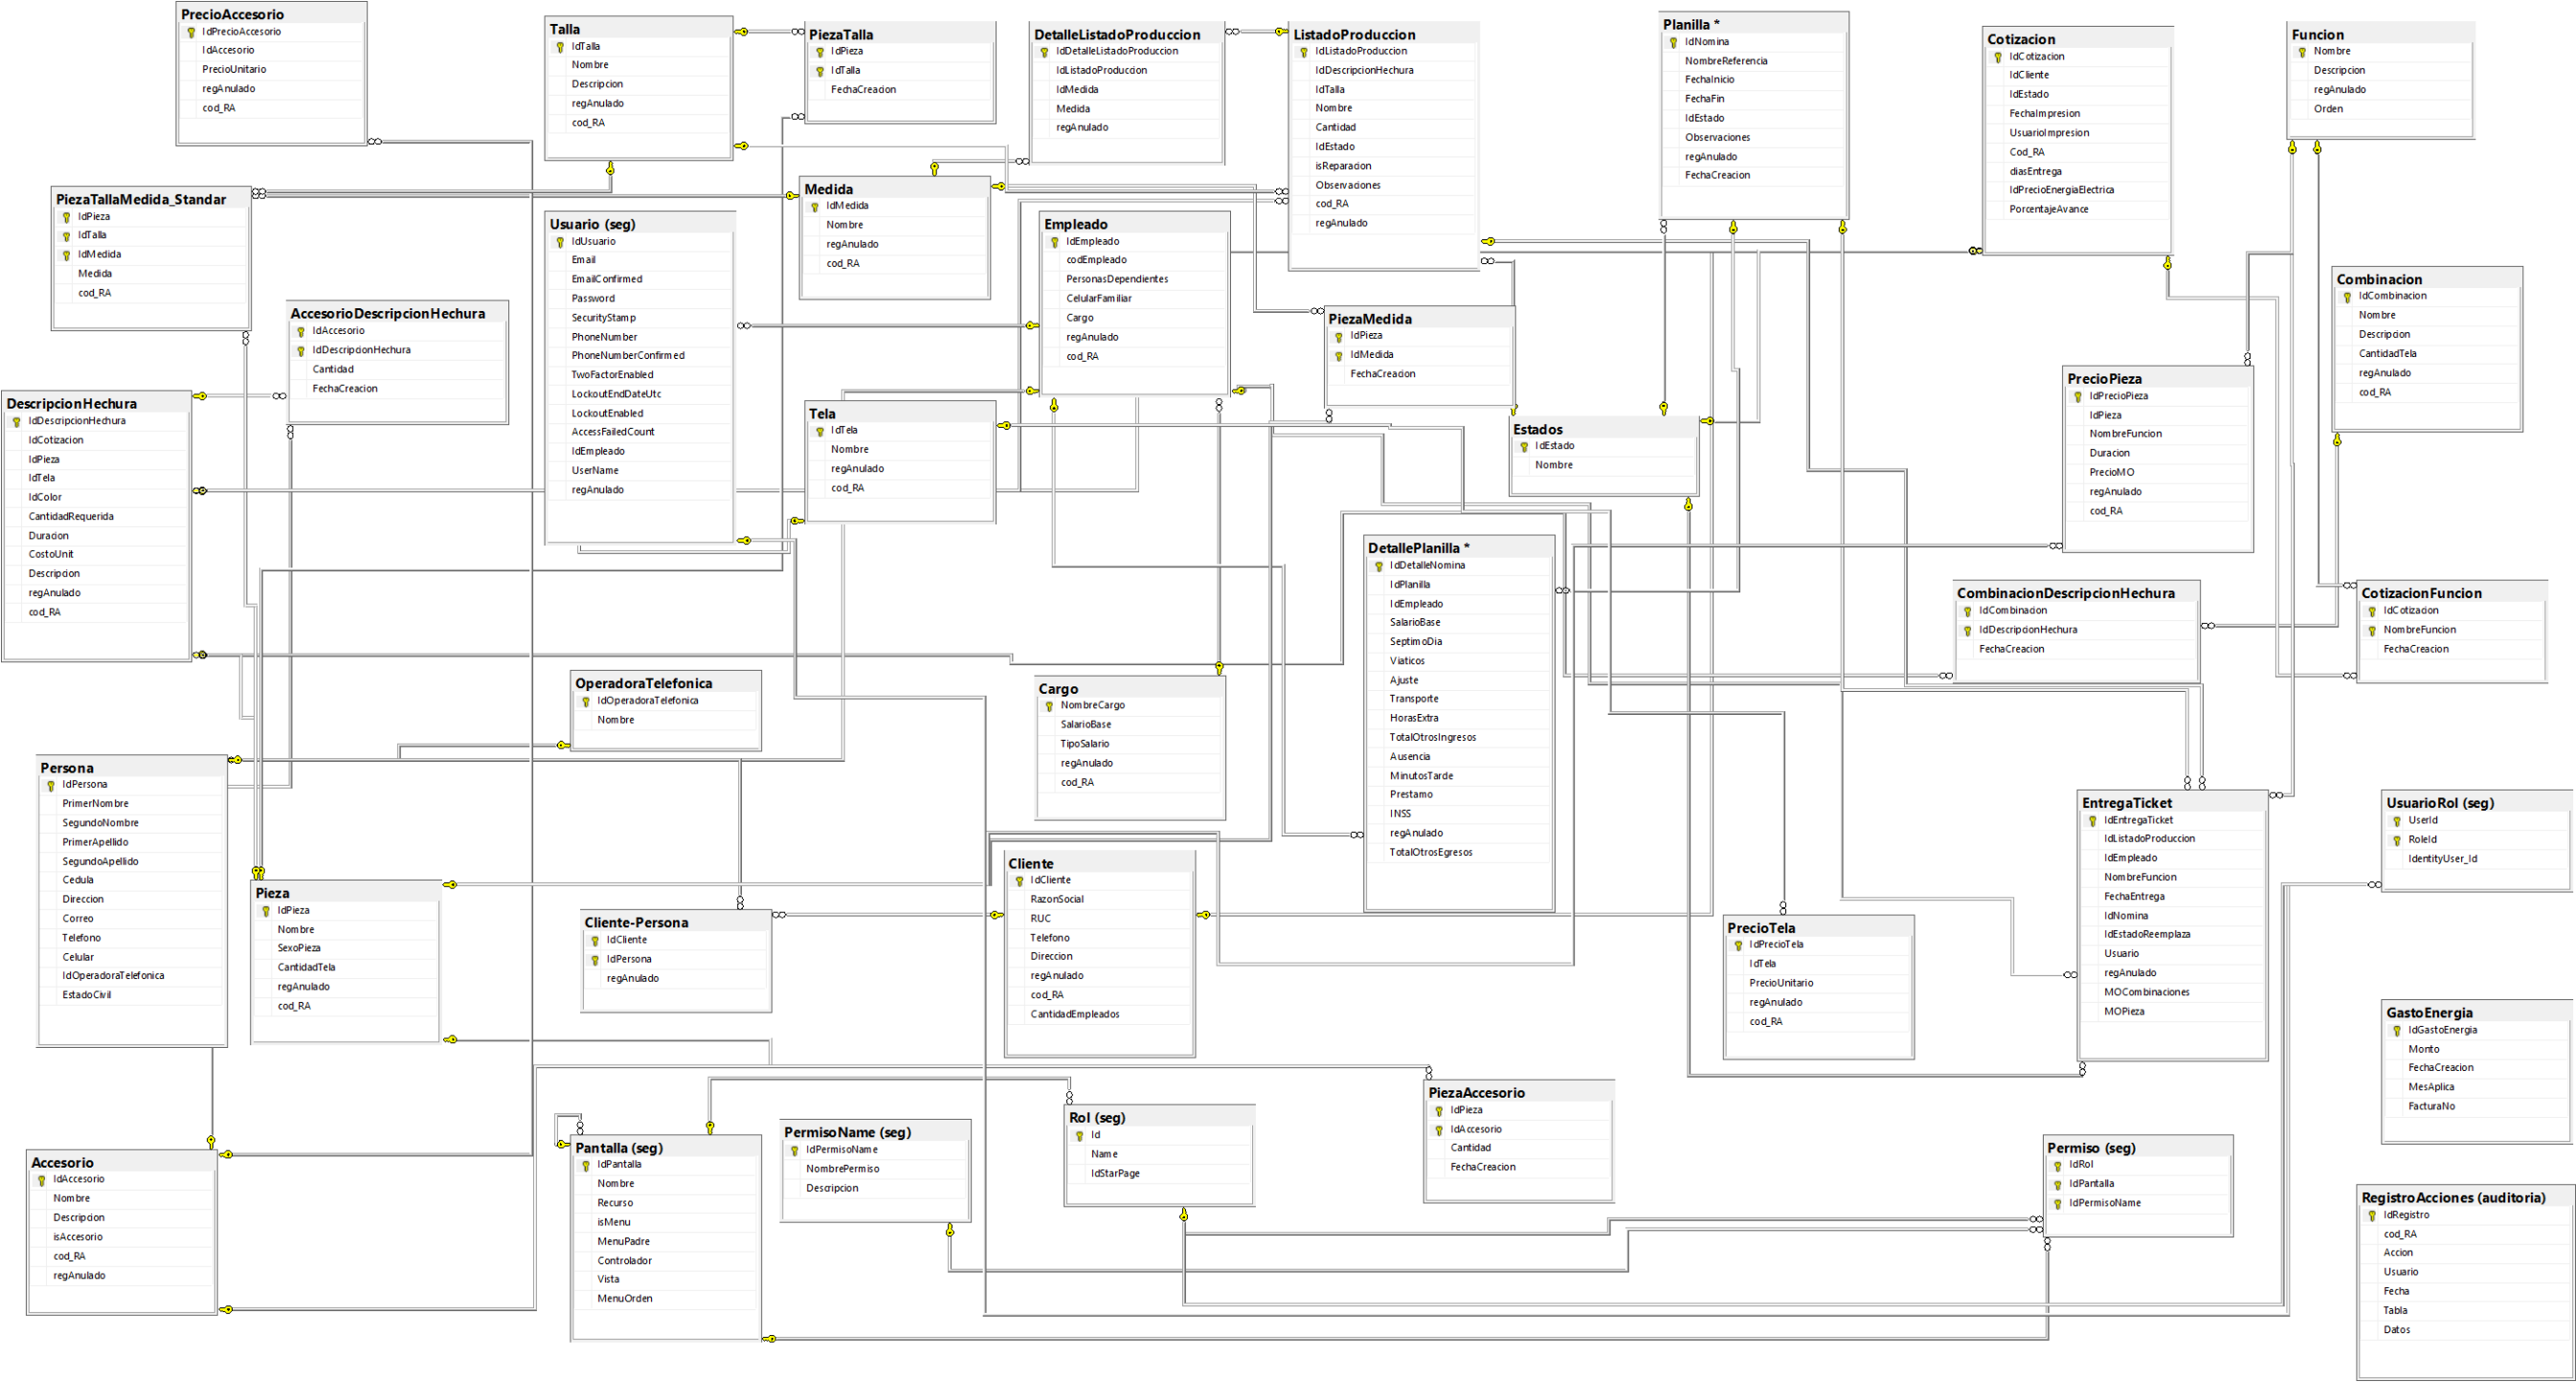 PrecioAccesorio
IdPrecioAccesorio
IdAccesorio
PrecioUnitario
regAnulado
cod_RA
Talla
IdTalla
Nombre
Descripcion
regAnulado
cod_RA
PiezaTalla
IdPieza
IdTalla
FechaCreacion
DetalleListadoProduccion
IdDetalleListadoProduccion
IdListadoProduccion
IdMedida
Medida
regAnulado
ListadoProduccion
IdListadoProduccion
IdDescripcionHechura
IdTalla
Nombre
Cantidad
IdEstado
isReparacion
Observaciones
cod_RA
regAnulado
Planilla *
IdNomina
NombreReferencia
FechaInicio
FechaFin
IdEstado
Observaciones
regAnulado
FechaCreacion
Cotizacion
IdCotizacion
IdCliente
IdEstado
FechaImpresion
UsuarioImpresion
Cod_RA
diasEntrega
IdPrecioEnergiaElectrica
PorcentajeAvance
Funcion
Nombre
Descripcion
regAnulado
Orden
PiezaTallaMedida_Standar
IdPieza
IdTalla
IdMedida
Medida
cod_RA
Medida
IdMedida
Nombre
regAnulado
cod_RA
Usuario (seg)
IdUsuario
Email
EmailConfirmed
Password
SecurityStamp
PhoneNumber
PhoneNumberConfirmed
TwoFactorEnabled
LockoutEndDateUtc
LockoutEnabled
AccessFailedCount
IdEmpleado
UserName
regAnulado
Empleado
IdEmpleado
codEmpleado
PersonasDependientes
CelularFamiliar
Cargo
regAnulado
cod_RA
Combinacion
IdCombinacion
Nombre
Descripcion
CantidadTela
regAnulado
cod_RA
AccesorioDescripcionHechura
IdAccesorio
IdDescripcionHechura
Cantidad
FechaCreacion
PiezaMedida
IdPieza
IdMedida
FechaCreacion
PrecioPieza
IdPrecioPieza
IdPieza
NombreFuncion
Duracion
PrecioMO
regAnulado
cod_RA
DescripcionHechura
IdDescripcionHechura
IdCotizacion
IdPieza
IdTela
IdColor
CantidadRequerida
Duracion
CostoUnit
Descripcion
regAnulado
cod_RA
Tela
IdTela
Nombre
regAnulado
cod_RA
Estados
IdEstado
Nombre
DetallePlanilla *
IdDetalleNomina
IdPlanilla
IdEmpleado
SalarioBase
SeptimoDia
Viaticos
Ajuste
Transporte
HorasExtra
TotalOtrosIngresos
Ausencia
MinutosTarde
Prestamo
INSS
regAnulado
TotalOtrosEgresos
CombinacionDescripcionHechura
IdCombinacion
IdDescripcionHechura
FechaCreacion
CotizacionFuncion
IdCotizacion
NombreFuncion
FechaCreacion
OperadoraTelefonica
IdOperadoraTelefonica
Nombre
Cargo
NombreCargo
SalarioBase
TipoSalario
regAnulado
cod_RA
Persona
IdPersona
PrimerNombre
SegundoNombre
PrimerApellido
SegundoApellido
Cedula
Direccion
Correo
Telefono
Celular
IdOperadoraTelefonica
EstadoCivil
EntregaTicket
IdEntregaTicket
IdListadoProduccion
IdEmpleado
NombreFuncion
FechaEntrega
IdNomina
IdEstadoReemplaza
Usuario
regAnulado
MOCombinaciones
MOPieza
UsuarioRol (seg)
UserId
RoleId
IdentityUser_Id
Cliente
IdCliente
RazonSocial
RUC
Telefono
Direccion
regAnulado
cod_RA
CantidadEmpleados
Pieza
IdPieza
Nombre
SexoPieza
CantidadTela
regAnulado
cod_RA
Cliente-Persona
IdCliente
IdPersona
regAnulado
PrecioTela
IdPrecioTela
IdTela
PrecioUnitario
regAnulado
cod_RA
GastoEnergia
IdGastoEnergia
Monto
FechaCreacion
MesAplica
FacturaNo
PiezaAccesorio
IdPieza
IdAccesorio
Cantidad
FechaCreacion
Rol (seg)
Id
Name
IdStarPage
PermisoName (seg)
IdPermisoName
NombrePermiso
Descripcion
Pantalla (seg)
IdPantalla
Nombre
Recurso
isMenu
MenuPadre
Controlador
Vista
MenuOrden
Permiso (seg)
IdRol
IdPantalla
IdPermisoName
Accesorio
IdAccesorio
Nombre
Descripcion
isAccesorio
cod_RA
regAnulado
RegistroAcciones (auditoria)
IdRegistro
cod_RA
Accion
Usuario
Fecha
Tabla
Datos